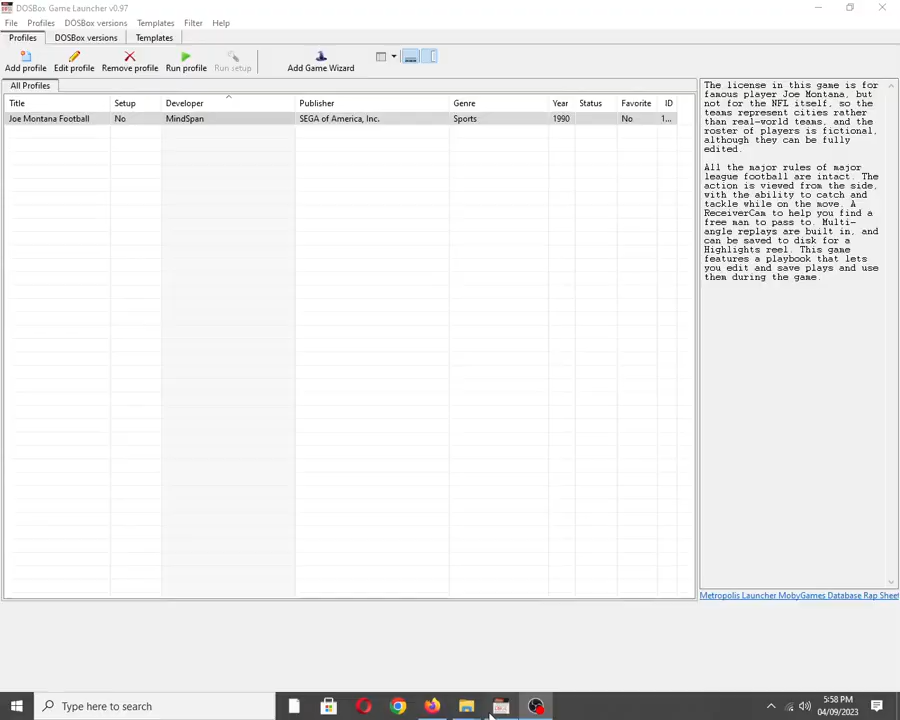 DOSBox Game Launcher v0.97
File Profiles DOSBox versions Templates Filter Help
Profiles DOSBox versions Templates
Add profile Edit profile Remove profile Run profile Run setup Add Game Wizard
All Profiles
Title Setup Developer Publisher Genre Year Status Favorite ID
Joe Montana Football No MindSpan SEGA of America, Inc. Sports 1990 No 1...
The license in this game is for
famous player Joe Montana, but
not for the NFL itself, so the
teams represent cities rather
than real-world teams, and the
roster of players is fictional,
although they can be fully
edited.
All the major rules of major
league football are intact. The
action is viewed from the side,
with the ability to catch and
tackle while on the move. A
ReceiverCam to help you find a
free man to pass to. Multi-
angle replays are built in, and
can be saved to disk for a
Highlights reel. This game
features a playbook that lets
you edit and save plays and use
them during the game.
Metropolis Launcher MobyGames Database Rap Sheet
Type here to search
5:58 PM
04/09/2023